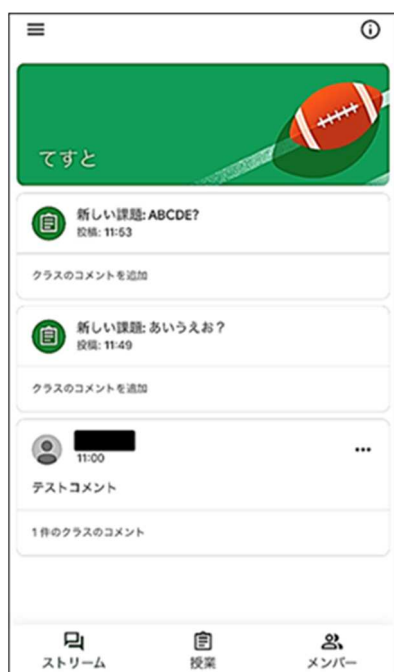 てすと
新しい課題: ABCDE?
投稿: 11:53
クラスのコメントを追加
新しい課題: あいうえお？
投稿: 11:49
クラスのコメントを追加
11:00
テストコメント
1 件のクラスのコメント
ストリーム
授業
メンバー